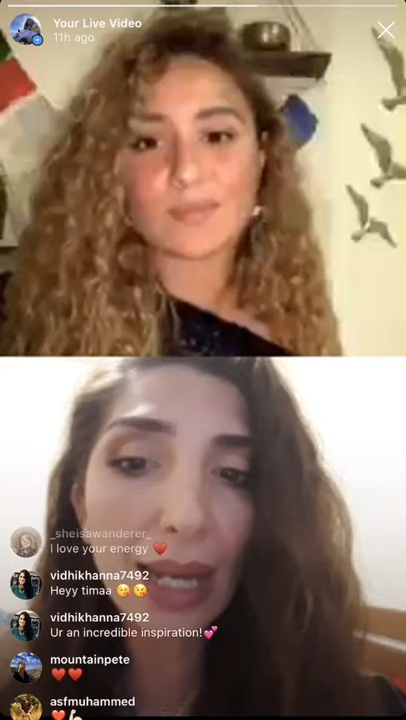 Your Live Video
11h ago
_sheisawanderer_
I love your energy ❤️
vidhikhanna7492
Heyy timaa 😘😘
vidhikhanna7492
Ur an incredible inspiration!💕
mountainpete
❤️❤️
asfmuhammed
❤️💪🏻